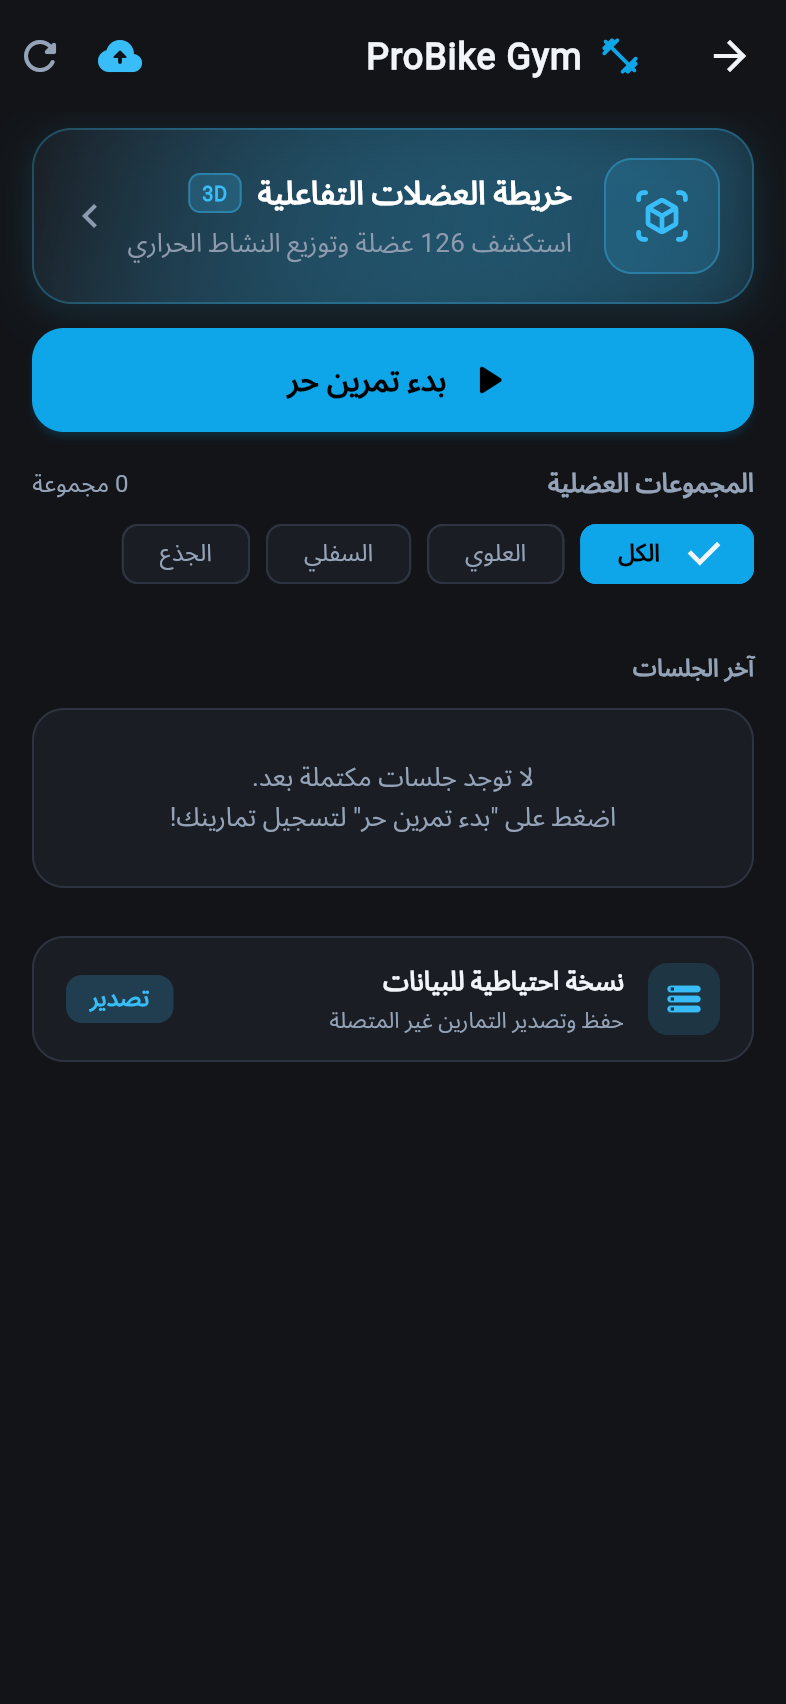 ProBike Gym
خريطة العضلات التفاعلية 3D
استكشف 126 عضلة وتوزيع النشاط الحراري
بدء تمرين حر
المجموعات العضلية
0 مجموعة
الكل
العلوي
السفلي
الجذع
آخر الجلسات
لا توجد جلسات مكتملة بعد.
اضغط على "بدء تمرين حر" لتسجيل تمارينك!
نسخة احتياطية للبيانات
حفظ وتصدير التمارين غير المتصلة
تصدير